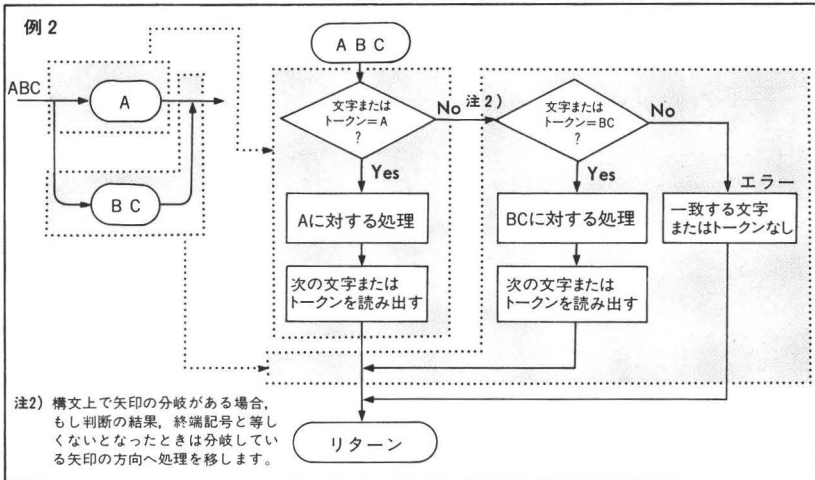 例2
ABC
A
BC
ABC
文字または
トークン=A
?
No
注2)
Yes
Aに対する処理
次の文字または
トークンを読み出す
文字または
トークン=BC
?
No
Yes
BCに対する処理
次の文字または
トークンを読み出す
エラー
一致する文字
またはトークンなし
リターン
注2) 構文上で矢印の分岐がある場合,
もし判断の結果, 終端記号と等し
くないとなったときは分岐してい
る矢印の方向へ処理を移します。